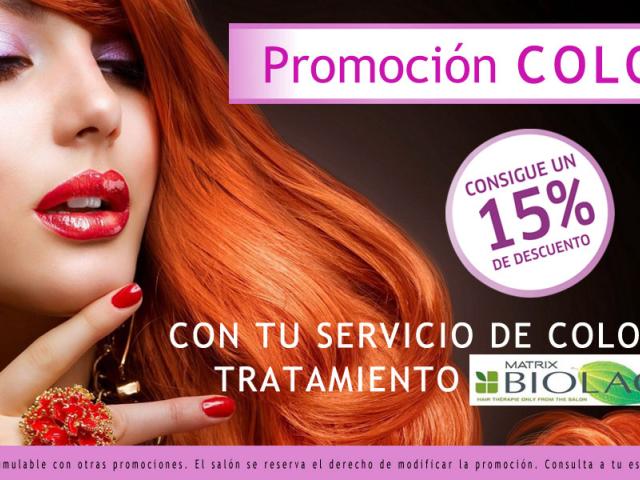 Promoción COLO
CONSIGUE UN
15%
DE DESCUENTO
CON TU SERVICIO DE COLO
TRATAMIENTO
MATRIX
BIOLAG
HAIR THERAPIE ONLY FROM THE SALON
mulable con otras promociones. El salón se reserva el derecho de modificar la promoción. Consulta a tu es